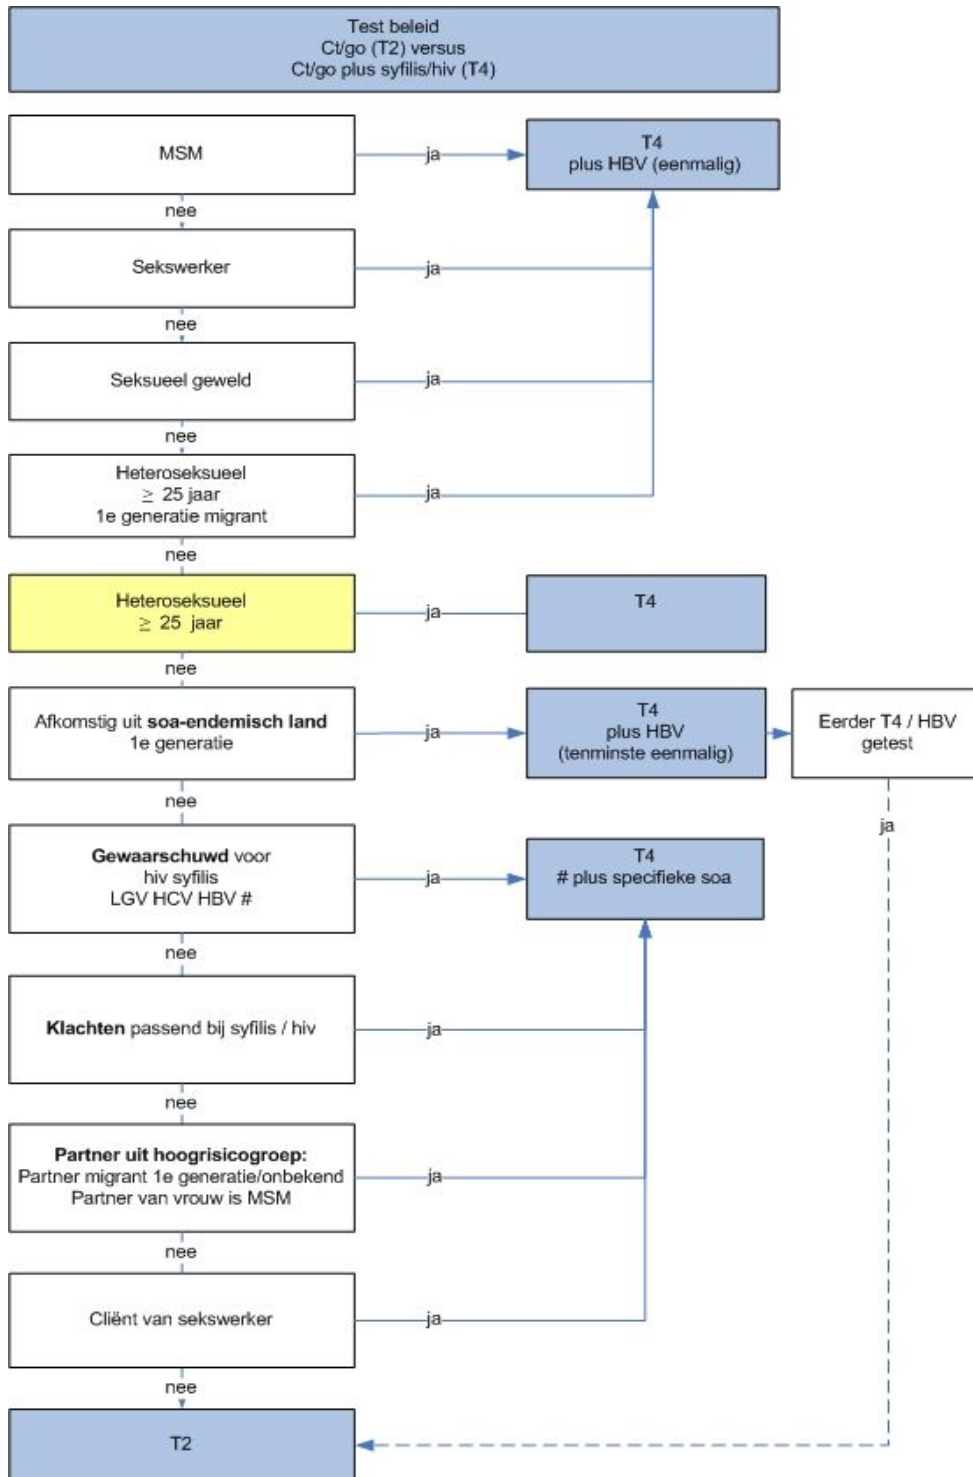 Test beleid
Ct/go (T2) versus
Ct/go plus syfilis/hiv (T4)
MSM
ja
T4
plus HBV (eenmalig)
nee
Sekswerker
ja
nee
Seksueel geweld
ja
nee
Heteroseksueel
≥ 25 jaar
1e generatie migrant
ja
nee
Heteroseksueel
≥ 25 jaar
ja
T4
nee
Afkomstig uit soa-endemisch land
1e generatie
ja
T4
plus HBV
(tenminste eenmalig)
Eerder T4 / HBV
getest
nee
ja
Gewaarschuwd voor
hiv syfilis
LGV HCV HBV #
ja
T4
# plus specifieke soa
nee
Klachten passend bij syfilis / hiv
ja
nee
Partner uit hoogrisicogroep:
Partner migrant 1e generatie/onbekend
Partner van vrouw is MSM
ja
nee
Cliënt van sekswerker
ja
nee
T2